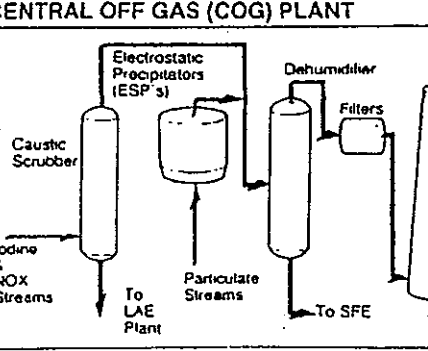 CENTRAL OFF GAS (COG) PLANT
Electrostatic
Precipitators
(ESP's)
Dehumidifier
Filters
Caustic
Scrubber
odine
&
NOX
Streams
To
LAE
Plant
Particulate
Streams
To SFE